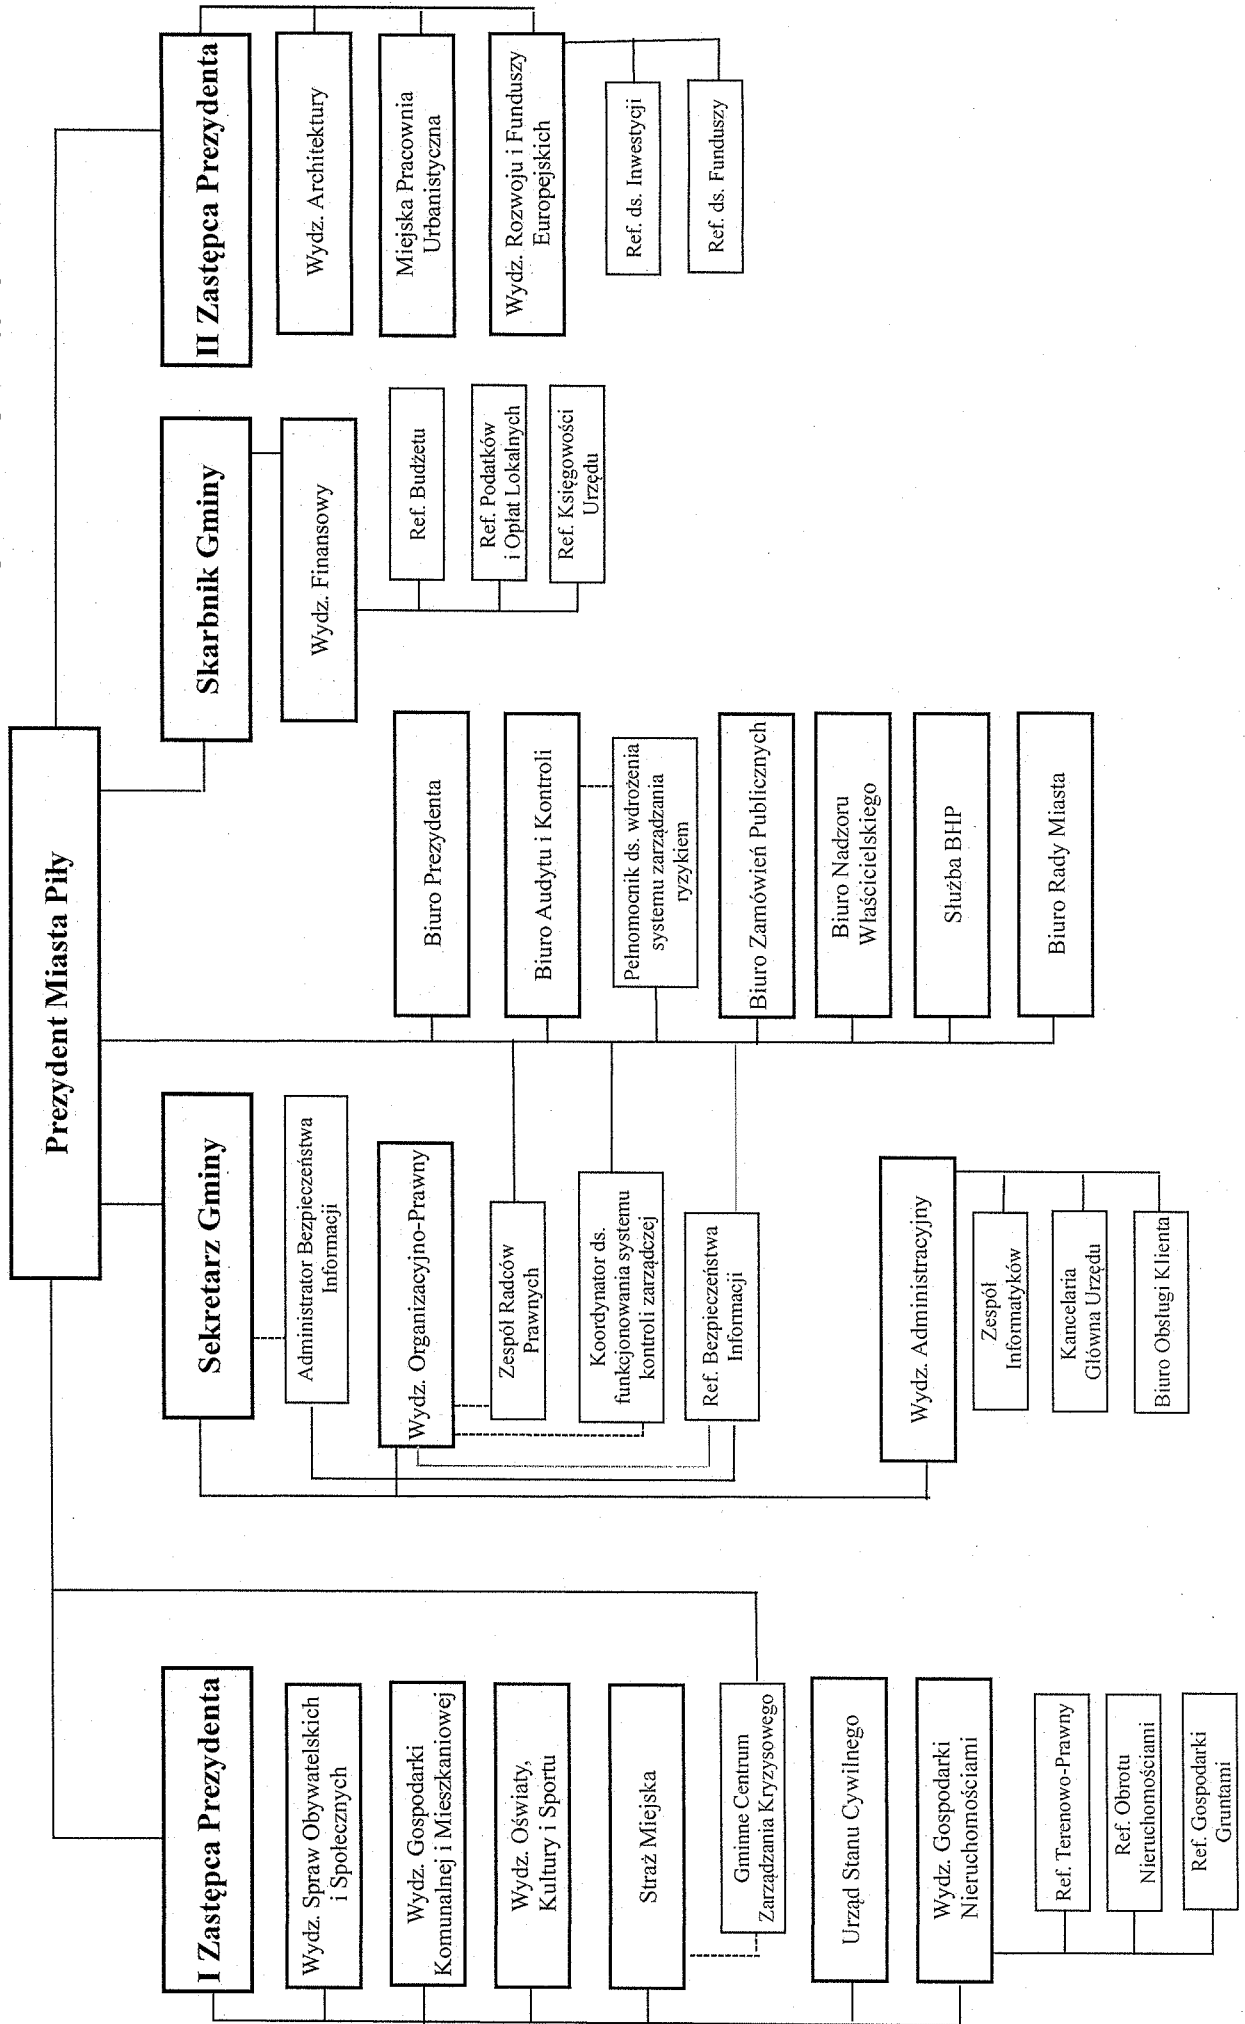 Prezydent Miasta Piły
I Zastępca Prezydenta
Wydz. Spraw Obywatelskich
i Społecznych
Wydz. Gospodarki
Komunalnej i Mieszkaniowej
Wydz. Oświaty,
Kultury i Sportu
Straż Miejska
Gminne Centrum
Zarządzania Kryzysowego
Urząd Stanu Cywilnego
Wydz. Gospodarki
Nieruchomościami
Ref. Terenowo-Prawny
Ref. Obrotu
Nieruchomościami
Ref. Gospodarki
Gruntami
Sekretarz Gminy
Administrator Bezpieczeństwa
Informacji
Wydz. Organizacyjno-Prawny
Zespół Radców
Prawnych
Koordynator ds.
funkcjonowania systemu
kontroli zarządczej
Ref. Bezpieczeństwa
Informacji
Wydz. Administracyjny
Zespół
Informatyków
Kancelaria
Główna Urzędu
Biuro Obsługi Klienta
Biuro Prezydenta
Biuro Audytu i Kontroli
Pełnomocnik ds. wdrożenia
systemu zarządzania
ryzykiem
Biuro Zamówień Publicznych
Biuro Nadzoru
Właścicielskiego
Służba BHP
Biuro Rady Miasta
Skarbnik Gminy
Wydz. Finansowy
Ref. Budżetu
Ref. Podatków
i Opłat Lokalnych
Ref. Księgowości
Urzędu
II Zastępca Prezydenta
Wydz. Architektury
Miejska Pracownia
Urbanistyczna
Wydz. Rozwoju i Funduszy
Europejskich
Ref. ds. Inwestycji
Ref. ds. Funduszy